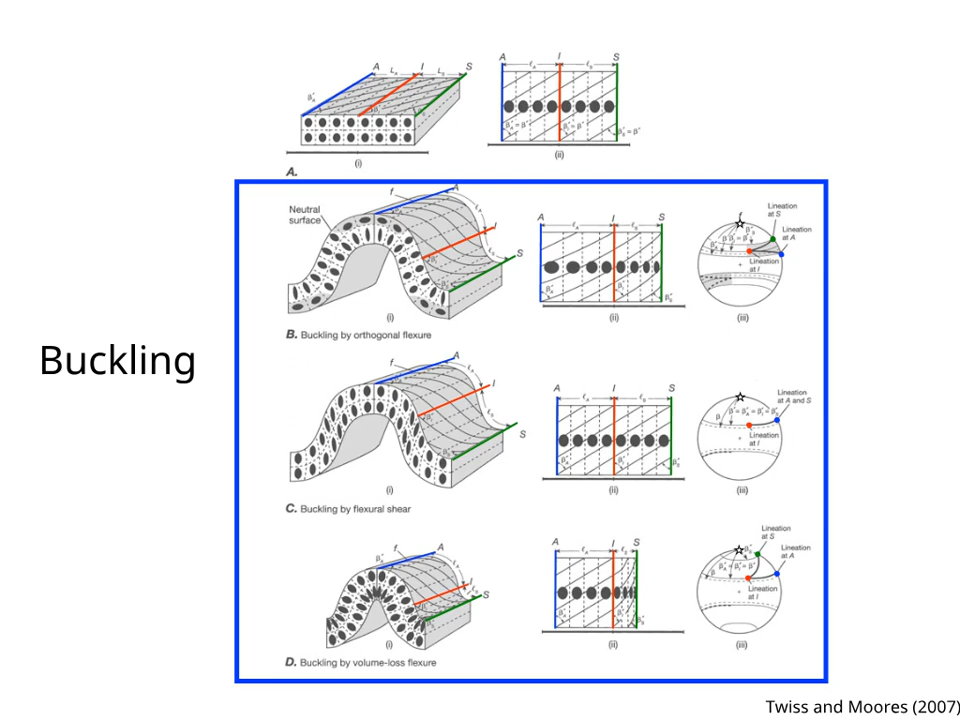 A I S
(i)
A I S
(ii)
A.
Neutral
surface
f A
I
S
(i)
A I S
(ii)
f
Lineation
at S
Lineation
at A
Lineation
at I
(iii)
B. Buckling by orthogonal flexure
Buckling
f A
I
S
(i)
A I S
(ii)
Lineation
at A and S
Lineation
at I
(iii)
C. Buckling by flexural shear
f A
I
S
(i)
A I S
(ii)
Lineation
at S
Lineation
at A
Lineation
at I
(iii)
D. Buckling by volume-loss flexure
Twiss and Moores (2007)